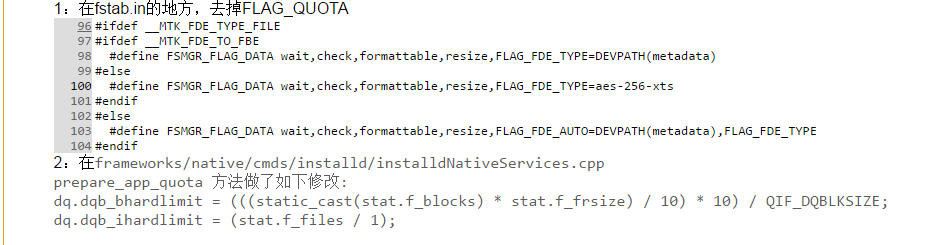 1：在fstab.in的地方，去掉FLAG_QUOTA
96 #ifdef __MTK_FDE_TYPE_FILE
97 #ifdef __MTK_FDE_TO_FBE
98 #define FSMGR_FLAG_DATA wait,check,formattable,resize,FLAG_FDE_TYPE=DEVPATH(metadata)
99 #else
100 #define FSMGR_FLAG_DATA wait,check,formattable,resize,FLAG_FDE_TYPE=aes-256-xts
101 #endif
102 #else
103 #define FSMGR_FLAG_DATA wait,check,formattable,resize,FLAG_FDE_AUTO=DEVPATH(metadata),FLAG_FDE_TYPE
104 #endif
2：在frameworks/native/cmds/installd/installdNativeServices.cpp
prepare_app_quota 方法做了如下修改:
dq.dqb_bhardlimit = (((static_cast(stat.f_blocks) * stat.f_frsize) / 10) * 10) / QIF_DQBLKSIZE;
dq.dqb_ihardlimit = (stat.f_files / 1);